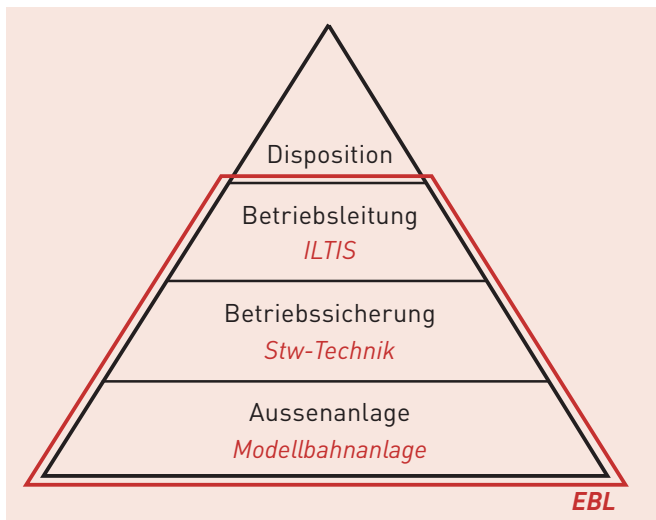 Disposition
Betriebsleitung
ILTIS
Betriebssicherung
Stw-Technik
Aussenanlage
Modellbahnanlage
EBL